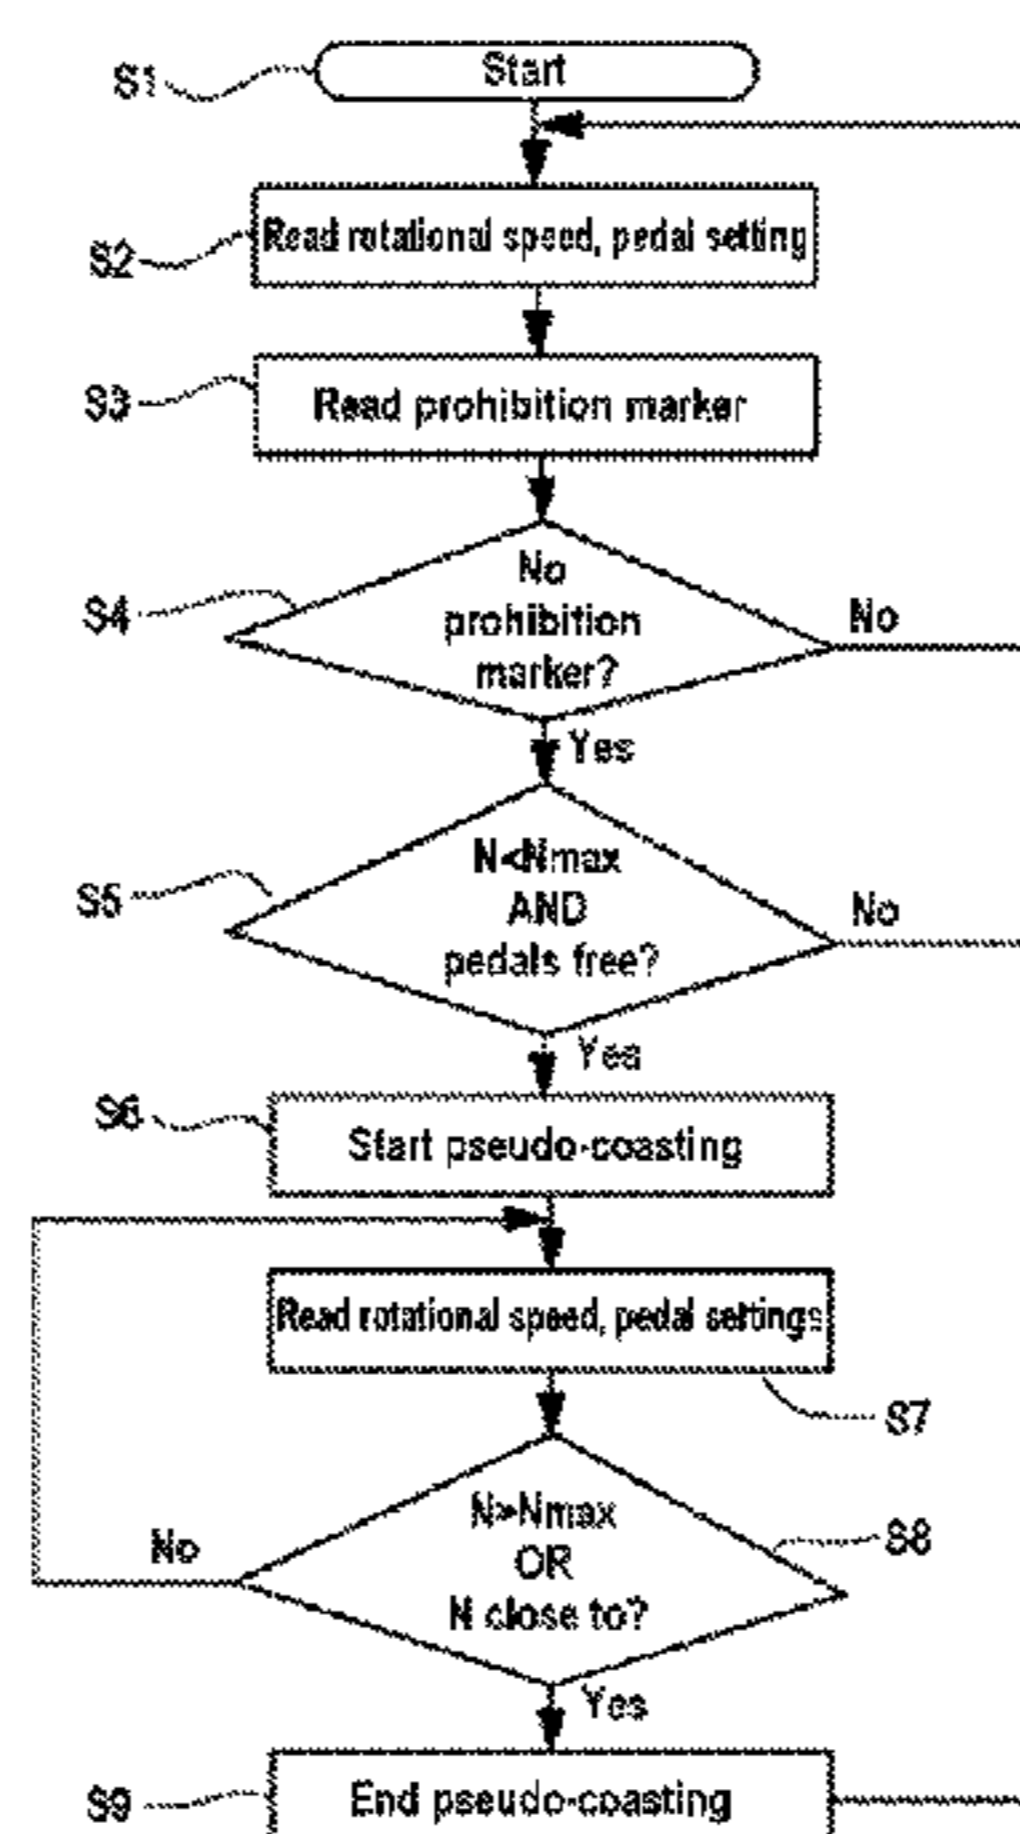 S1
Start
S2
Read rotational speed, pedal setting
S3
Read prohibition marker
S4
No
prohibition
marker?
No
Yes
S5
N<Nmax
AND
pedals free?
No
Yes
S6
Start pseudo-coasting
Read rotational speed, pedal settings
S7
N>Nmax
OR
N close to?
S8
No
Yes
S9
End pseudo-coasting